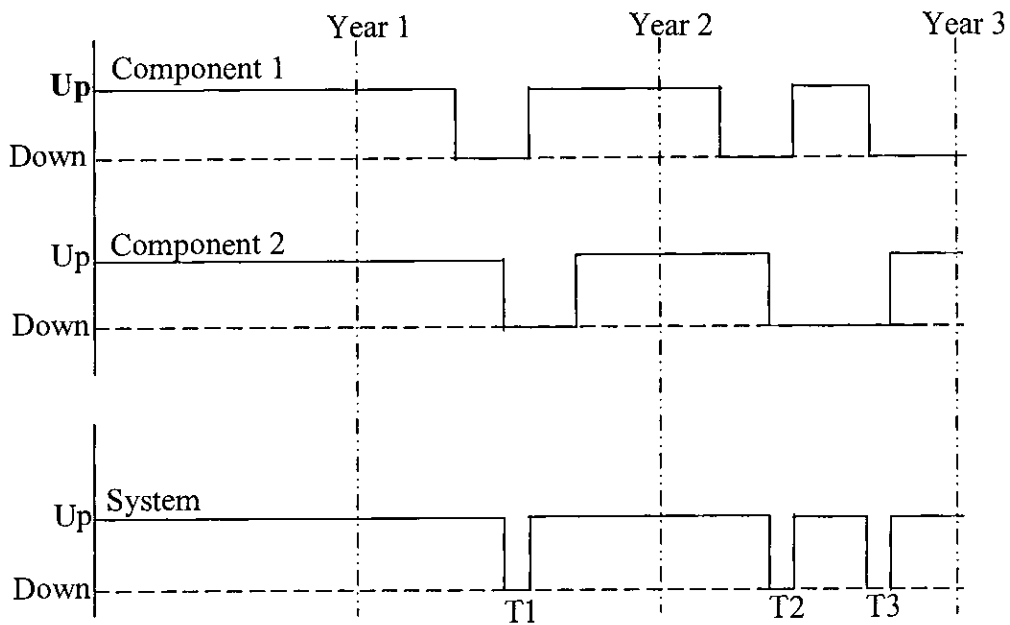 Year 1 Year 2 Year 3
Component 1
Up
Down
Component 2
Up
Down
System
Up
Down
T1 T2 T3